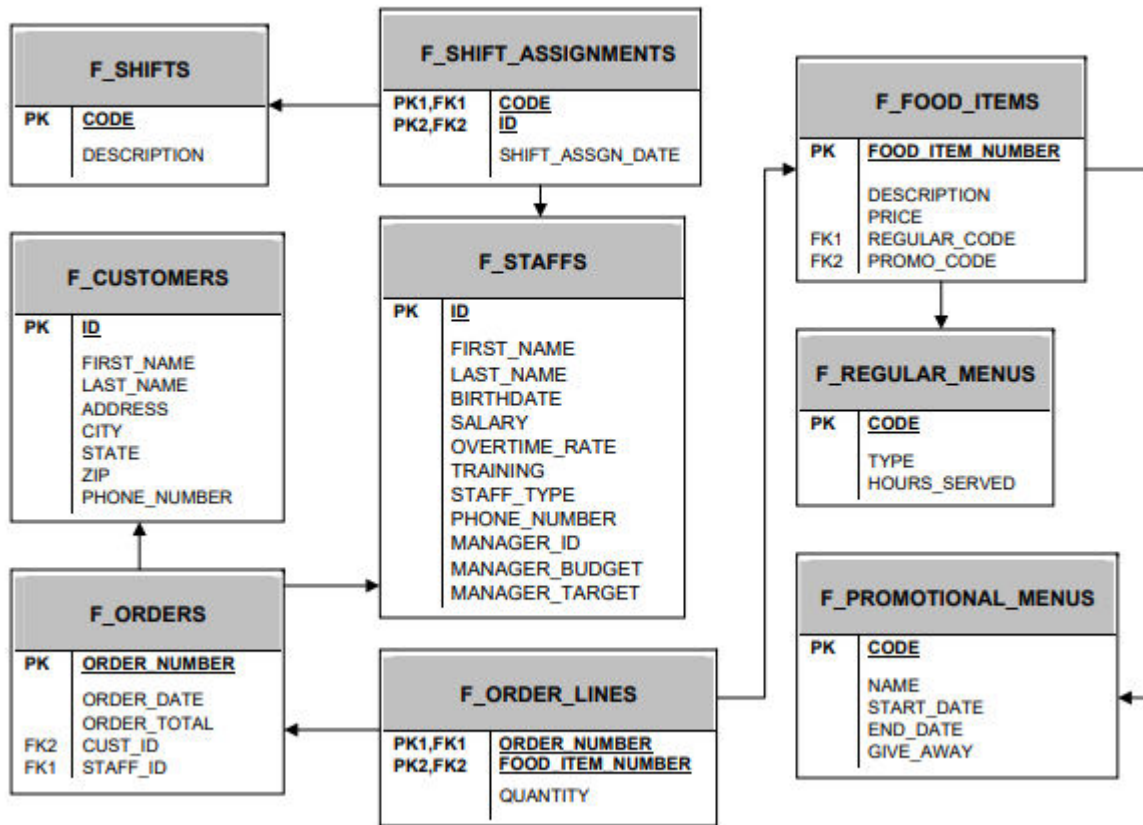 F_SHIFTS
PK CODE
DESCRIPTION
F_SHIFT_ASSIGNMENTS
PK1,FK1 CODE
PK2,FK2 ID
SHIFT_ASSGN_DATE
F_FOOD_ITEMS
PK FOOD_ITEM_NUMBER
DESCRIPTION
PRICE
FK1 REGULAR_CODE
FK2 PROMO_CODE
F_CUSTOMERS
PK ID
FIRST_NAME
LAST_NAME
ADDRESS
CITY
STATE
ZIP
PHONE_NUMBER
F_STAFFS
PK ID
FIRST_NAME
LAST_NAME
BIRTHDATE
SALARY
OVERTIME_RATE
TRAINING
STAFF_TYPE
PHONE_NUMBER
MANAGER_ID
MANAGER_BUDGET
MANAGER_TARGET
F_REGULAR_MENUS
PK CODE
TYPE
HOURS_SERVED
F_ORDERS
PK ORDER_NUMBER
ORDER_DATE
ORDER_TOTAL
FK2 CUST_ID
FK1 STAFF_ID
F_ORDER_LINES
PK1,FK1 ORDER_NUMBER
PK2,FK2 FOOD_ITEM_NUMBER
QUANTITY
F_PROMOTIONAL_MENUS
PK CODE
NAME
START_DATE
END_DATE
GIVE_AWAY